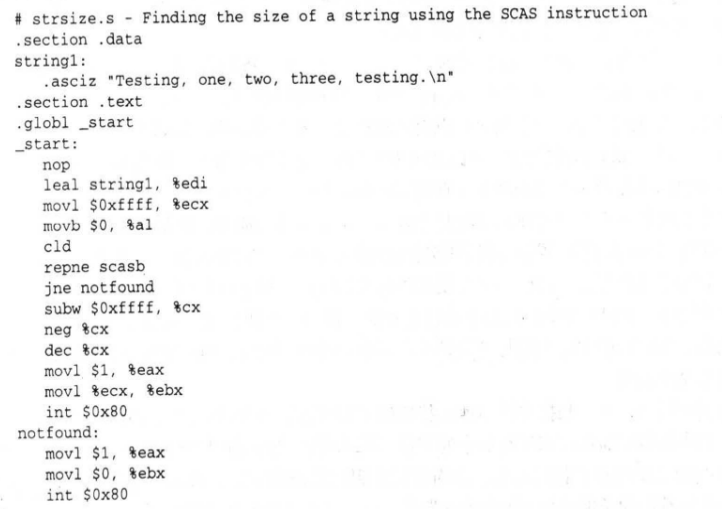 # strsize.s - Finding the size of a string using the SCAS instruction
.section .data
string1:
.asciz "Testing, one, two, three, testing.\n"
.section .text
.globl _start
_start:
nop
leal string1, %edi
movl $0xffff, %ecx
movb $0, %al
cld
repne scasb
jne notfound
subw $0xffff, %cx
neg %cx
dec %cx
movl $1, %eax
movl %ecx, %ebx
int $0x80
notfound:
movl $1, %eax
movl $0, %ebx
int $0x80